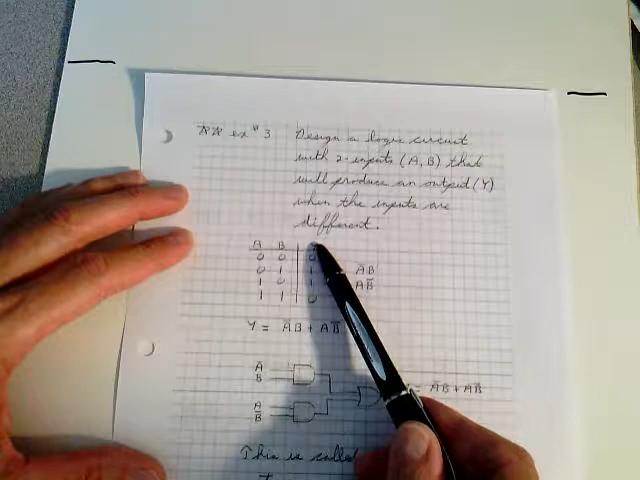 ex # 3 Design a logic circuit
with 2-inputs (A, B) that
will produce an output (Y)
when the inputs are
different.
A B
0 0 0
0 1 ĀB
1 0 1 AB̄
1 1 0
Y = ĀB + AB̄
Ā
B
= ĀB + AB̄
A
B̄
This is called